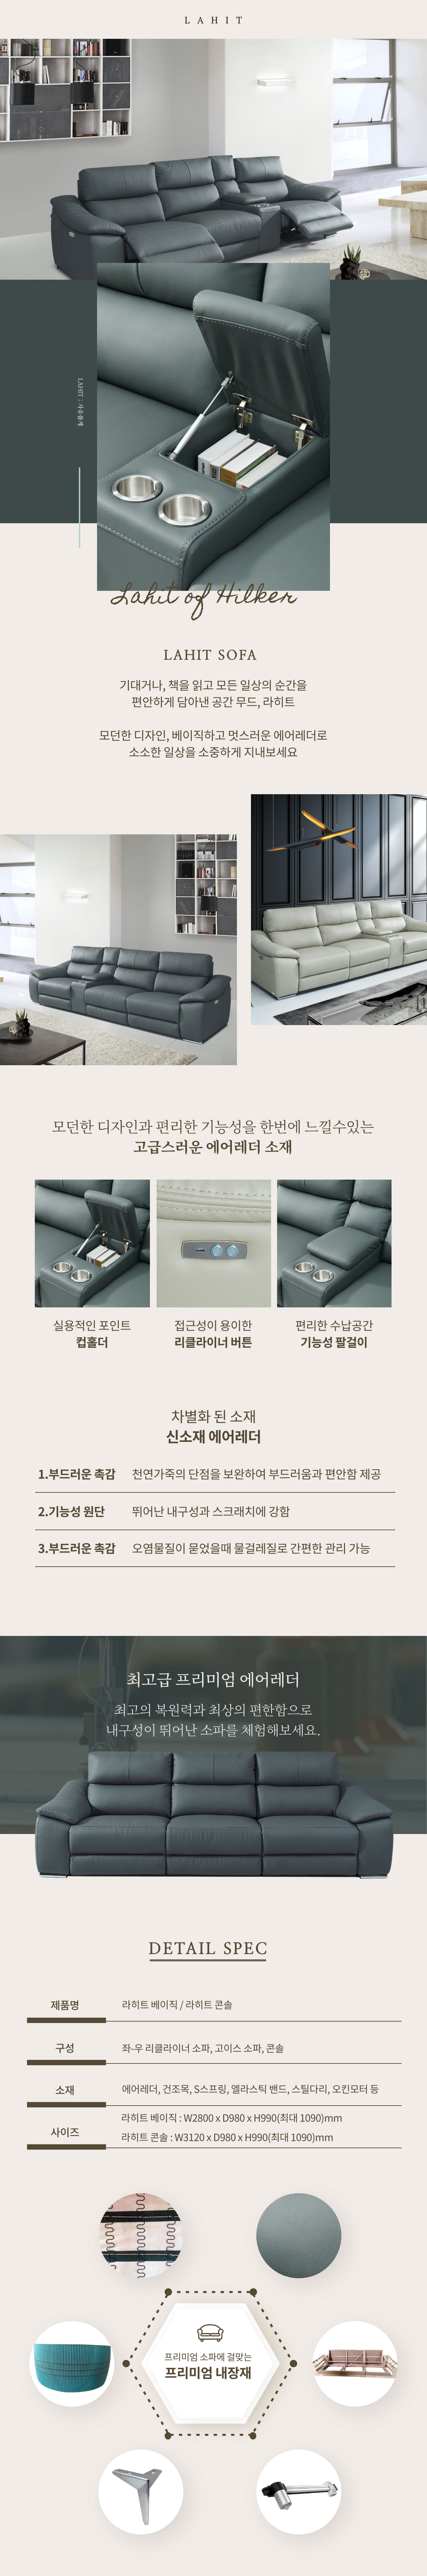 LAHIT
LAHIT : 자유롭게
Lahit of Hilker
LAHIT SOFA
기대거나, 책을 읽고 모든 일상의 순간을
편안하게 담아낸 공간 무드, 라히트
모던한 디자인, 베이직하고 멋스러운 에어레더로
소소한 일상을 소중하게 지내보세요
모던한 디자인과 편리한 기능성을 한번에 느낄수있는
고급스러운 에어레더 소재
실용적인 포인트
컵홀더
접근성이 용이한
리클라이너 버튼
편리한 수납공간
기능성 팔걸이
차별화 된 소재
신소재 에어레더
1.부드러운 촉감 천연가죽의 단점을 보완하여 부드러움과 편안함 제공
2.기능성 원단 뛰어난 내구성과 스크래치에 강함
3.부드러운 촉감 오염물질이 묻었을때 물걸레질로 간편한 관리 가능
최고급 프리미엄 에어레더
최고의 복원력과 최상의 편한함으로
내구성이 뛰어난 소파를 체험해보세요.
DETAIL SPEC
제품명 라히트 베이직 / 라히트 콘솔
구성 좌-우 리클라이너 소파, 고이스 소파, 콘솔
소재 에어레더, 건조목, S스프링, 엘라스틱 밴드, 스틸다리, 오킨모터 등
사이즈 라히트 베이직 : W2800 x D980 x H990(최대 1090)mm
라히트 콘솔 : W3120 x D980 x H990(최대 1090)mm
프리미엄 소파에 걸맞는
프리미엄 내장재